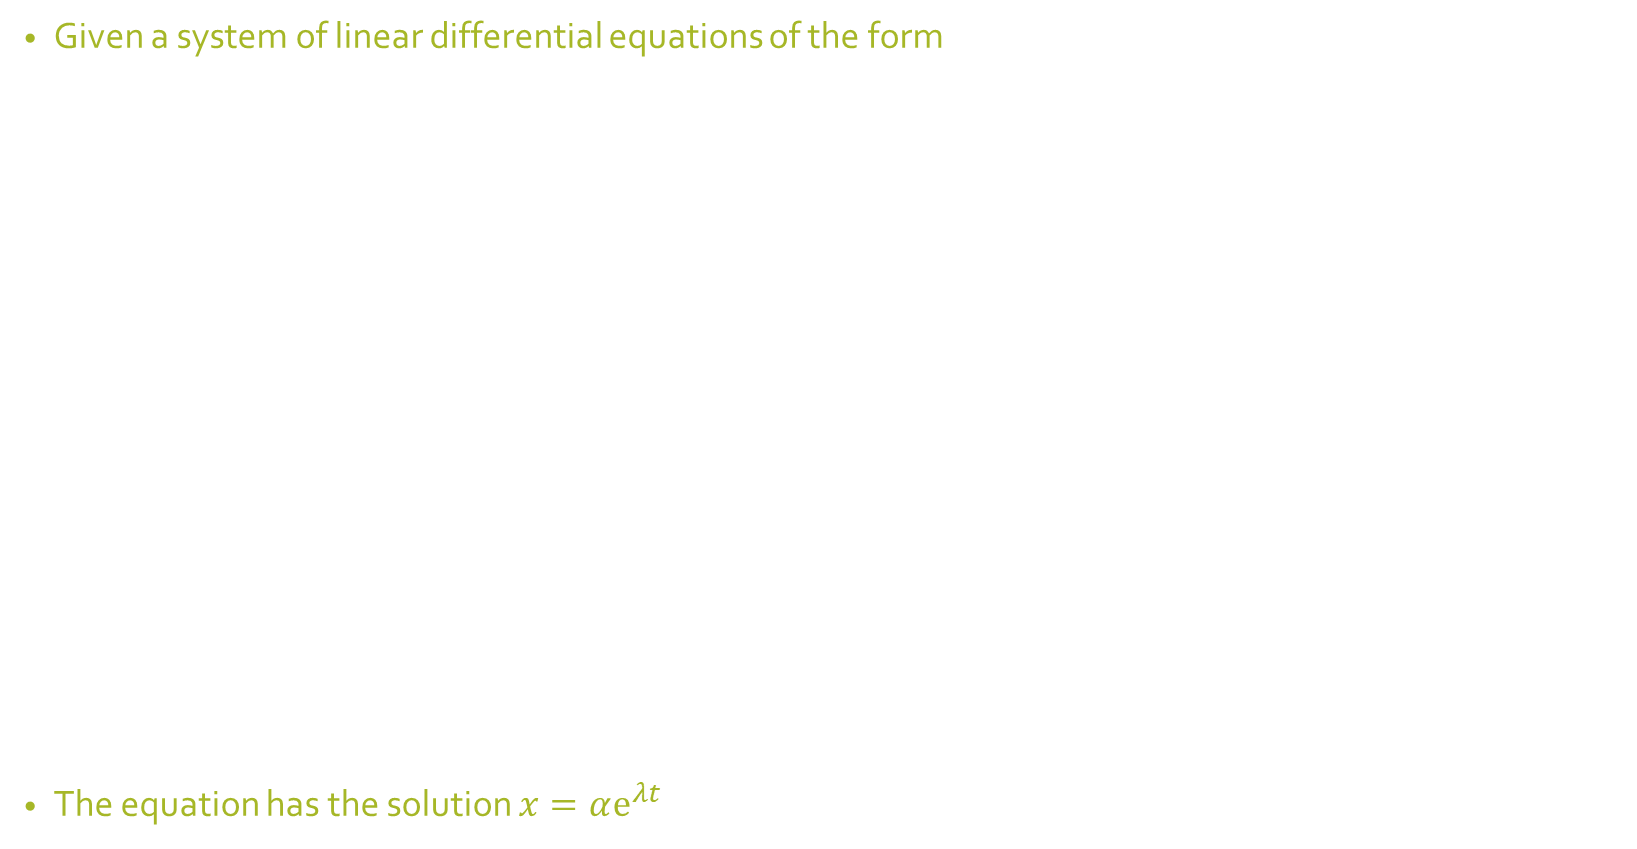 • Given a system of linear differential equations of the form
• The equation has the solution 𝑥 = 𝛼e^{𝜆𝑡}